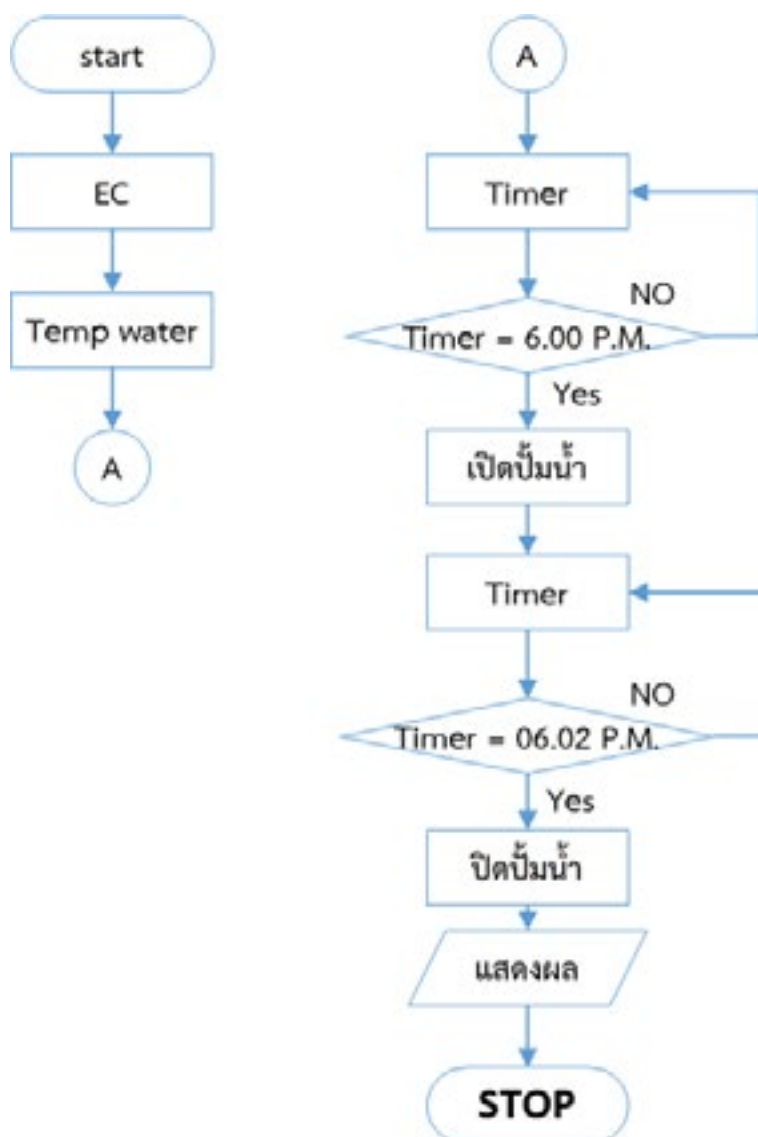 start
EC
Temp water
A
A
Timer
NO
Timer = 6.00 P.M.
Yes
เปิดปั้มน้ำ
Timer
NO
Timer = 06.02 P.M.
Yes
ปิดปั้มน้ำ
แสดงผล
STOP